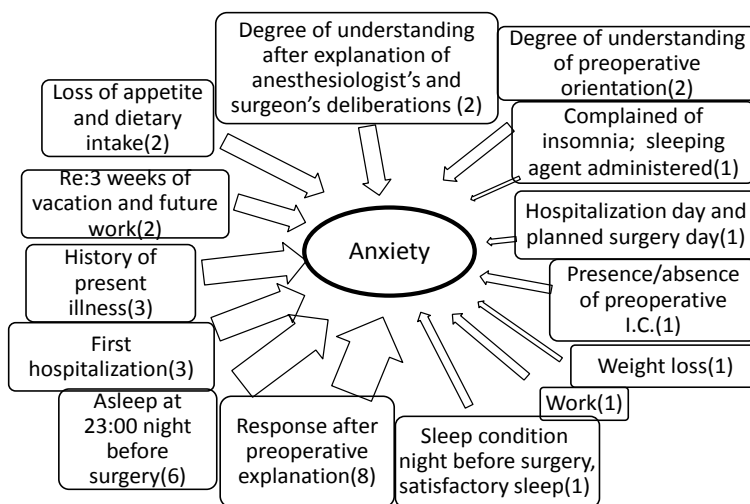 Degree of understanding
after explanation of
anesthesiologist's and
surgeon's deliberations (2)
Degree of understanding
of preoperative
orientation(2)
Loss of appetite
and dietary
intake(2)
Complained of
insomnia;  sleeping
agent administered(1)
Re:3 weeks of
vacation and future
work(2)
Anxiety
Hospitalization day and
planned surgery day(1)
History of
present
illness(3)
Presence/absence
of preoperative
I.C.(1)
First
hospitalization(3)
Weight loss(1)
Work(1)
Asleep at
23:00 night
before
surgery(6)
Response after
preoperative
explanation(8)
Sleep condition
night before surgery,
satisfactory sleep(1)